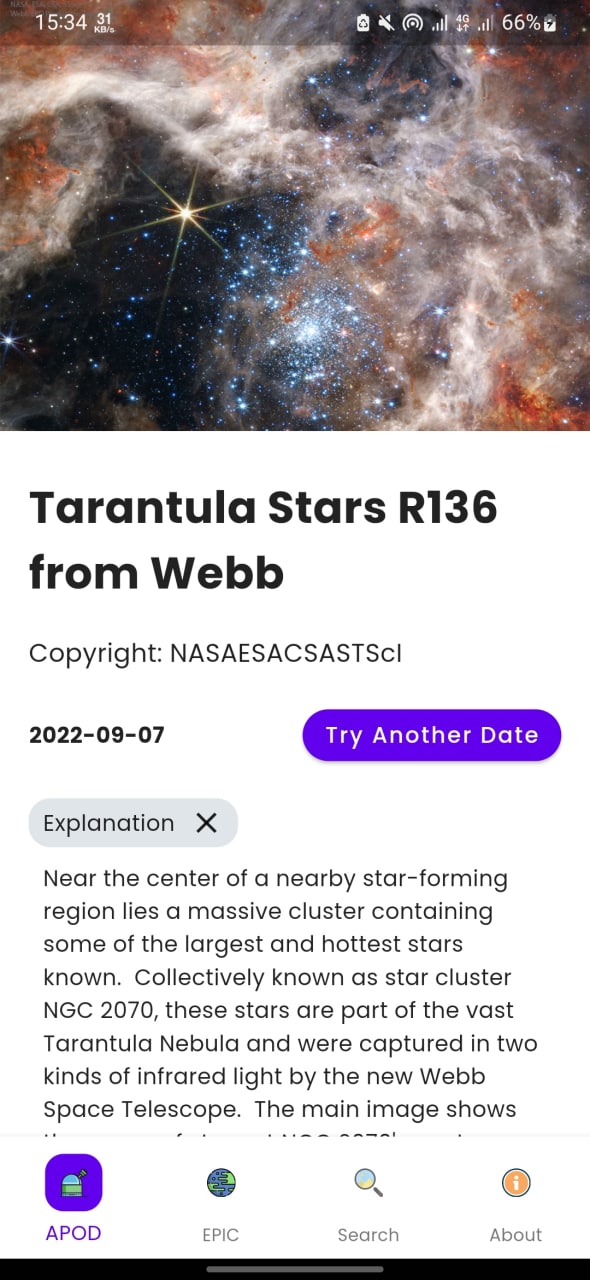 15:34 31 KB/s 4G 66%
Tarantula Stars R136
from Webb
Copyright: NASAESACSASTScI
2022-09-07 Try Another Date
Explanation
Near the center of a nearby star-forming
region lies a massive cluster containing
some of the largest and hottest stars
known.  Collectively known as star cluster
NGC 2070, these stars are part of the vast
Tarantula Nebula and were captured in two
kinds of infrared light by the new Webb
Space Telescope.  The main image shows
APOD EPIC Search About